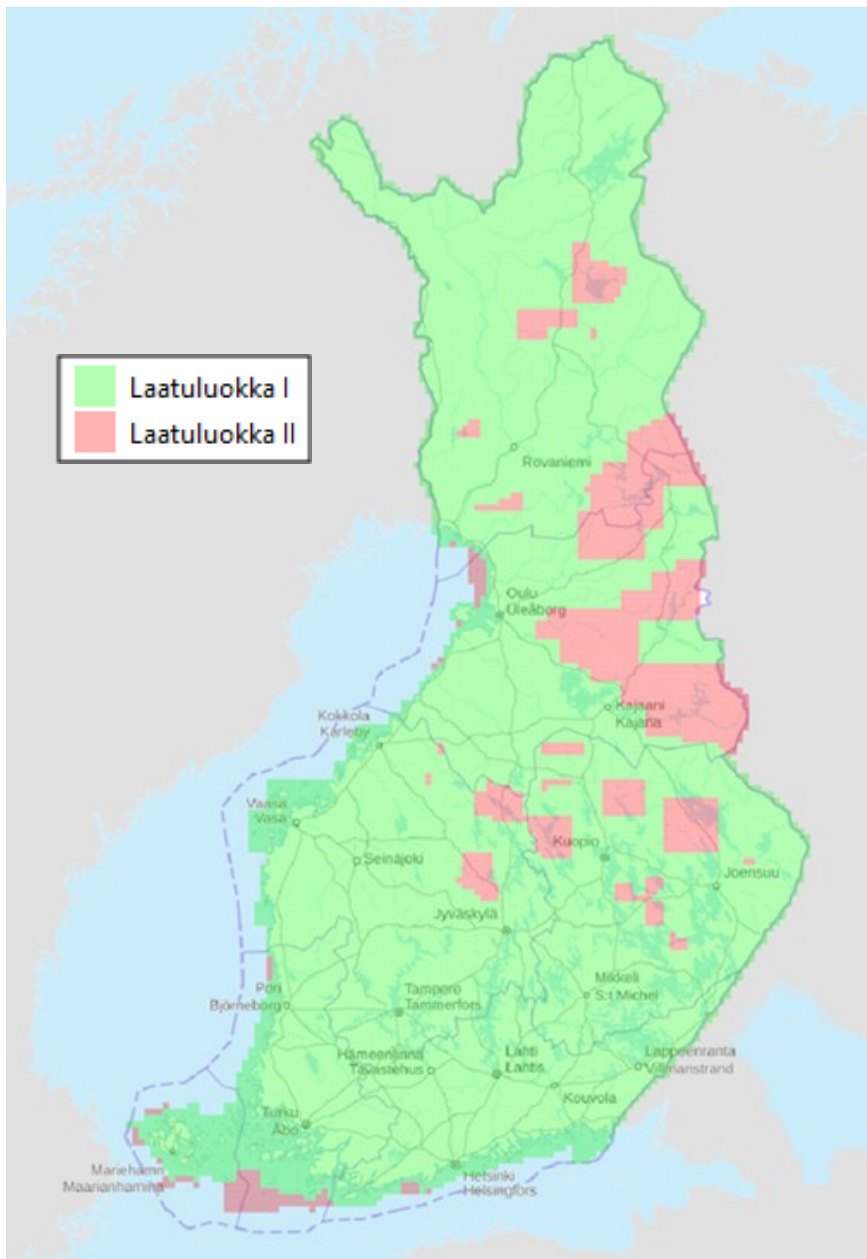 Laatuluokka I
Laatuluokka II
Rovaniemi
Oulu
Uleåborg
Kajaani
Kajana
Kokkola
Karleby
Vaasa
Vasa
Seinäjoki
Kuopio
Joensuu
Jyväskylä
Pori
Björneborg
Tampere
Tammerfors
Mikkeli
S:t Michel
Hämeenlinna
Tavastehus
Lahti
Lahtis
Lappeenranta
Villmanstrand
Kouvola
Turku
Åbo
Mariehamn
Maarianhamina
Helsinki
Helsingfors